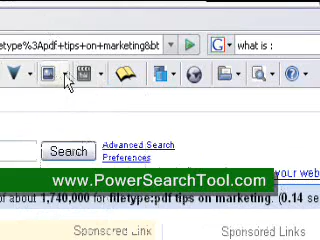 letype%3Apdf+tips+on+marketing&bt
what is :
Search
Advanced Search
Preferences
your web
www.PowerSearchTool.com
of about 1,740,000 for filetype:pdf tips on marketing. (0.14 se
Sponsored Link
Sponsored Links